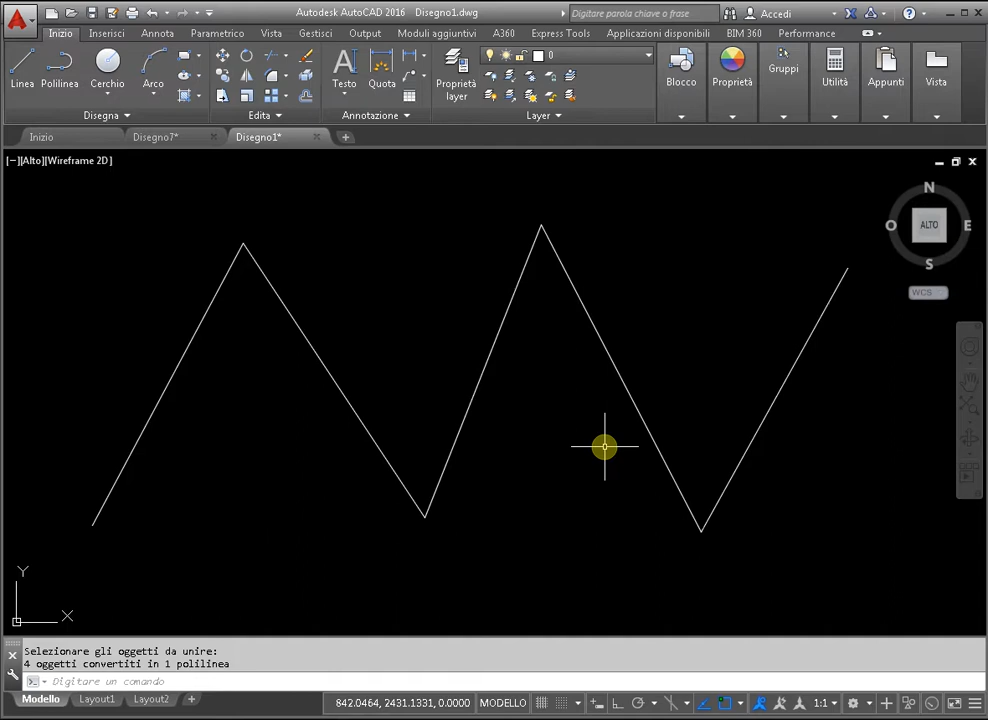 Autodesk AutoCAD 2016 Disegno1.dwg
Digitare parola chiave o frase
Accedi
Inizio Inserisci Annota Parametrico Vista Gestisci Output Moduli aggiuntivi A360 Express Tools Applicazioni disponibili BIM 360 Performance
0
Linea Polilinea Cerchio Arco Testo Quota Proprietà layer Blocco Proprietà Gruppi Utilità Appunti Vista
Disegna Edita Annotazione Layer
Inizio Disegno7* Disegno1*
[−][Alto][Wireframe 2D]
N
O ALTO E
S
WCS
Y
X
Selezionare gli oggetti da unire:
4 oggetti convertiti in 1 polilinea
Digitare un comando
Modello Layout1 Layout2 + 842.0464, 2431.1331, 0.0000 MODELLO 1:1